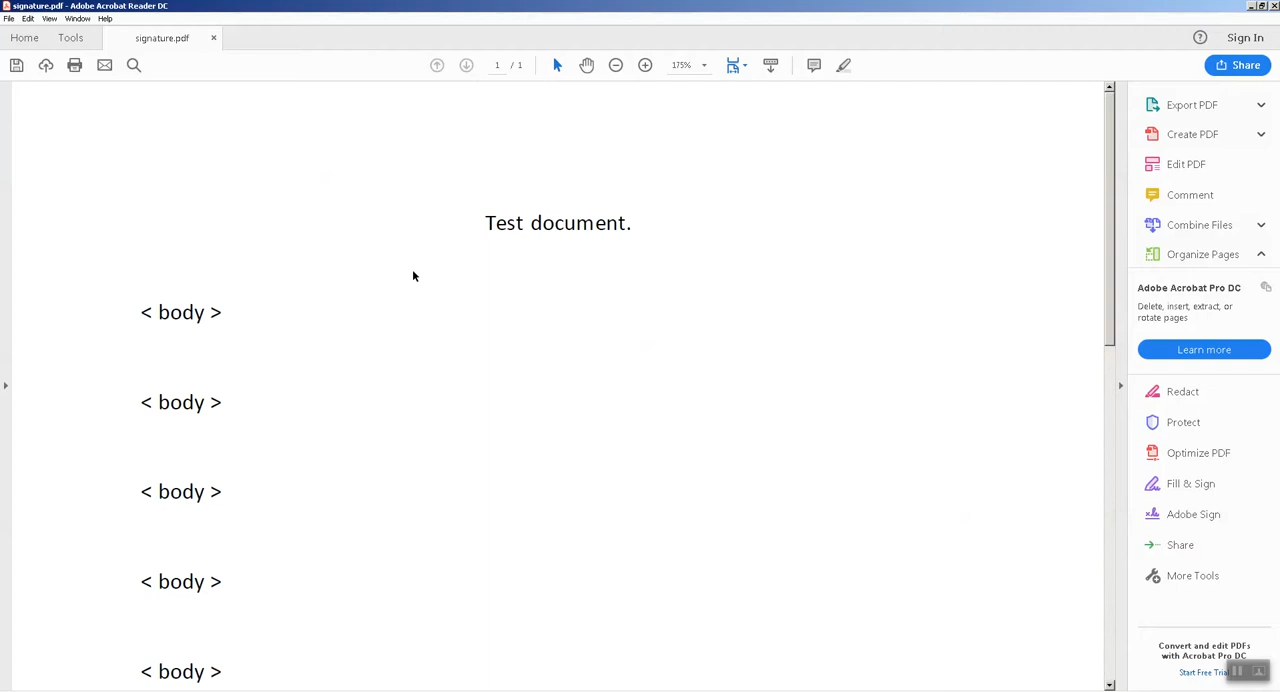 signature.pdf - Adobe Acrobat Reader DC
File Edit View Window Help
Home Tools signature.pdf × ? Sign In
1 / 1 175% Share
Export PDF
Create PDF
Test document.
< body >
< body >
< body >
< body >
< body >
Edit PDF
Comment
Combine Files
Organize Pages
Adobe Acrobat Pro DC
Delete, insert, extract, or
rotate pages
Learn more
Redact
Protect
Optimize PDF
Fill & Sign
Adobe Sign
Share
More Tools
Convert and edit PDFs
with Acrobat Pro DC
Start Free Trial